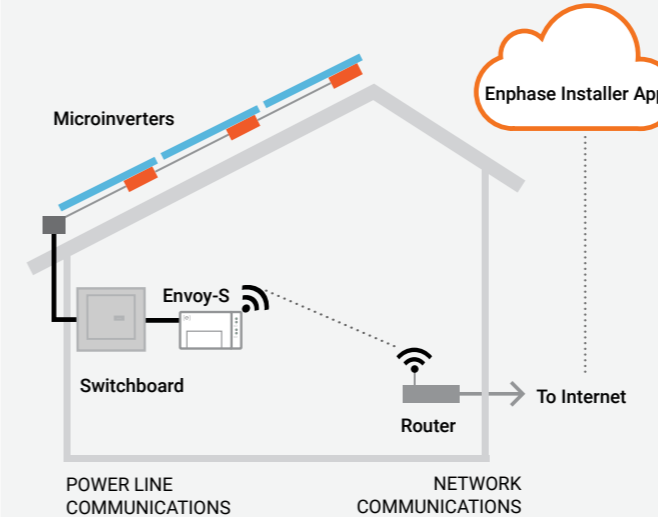 Enphase Installer App
Microinverters
Envoy-S
Switchboard
To Internet
Router
POWER LINE
COMMUNICATIONS
NETWORK
COMMUNICATIONS